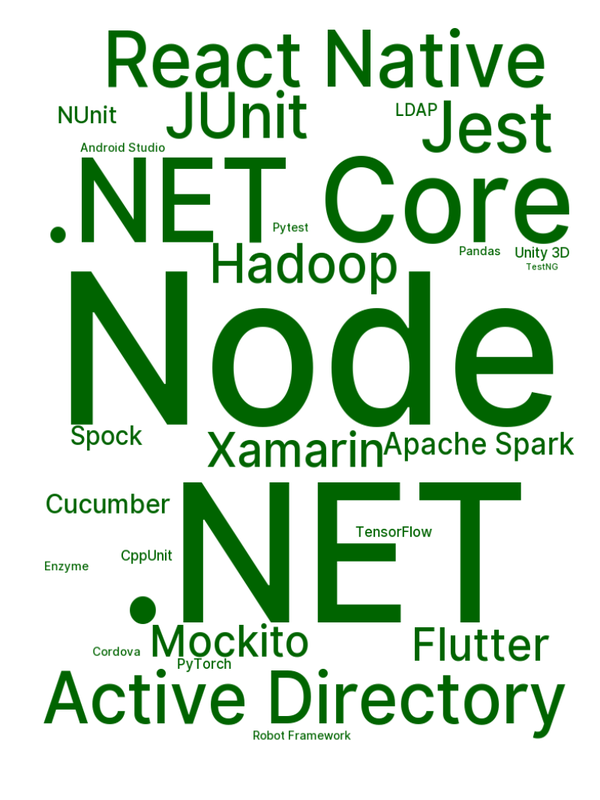 React Native
NUnit
JUnit
LDAP
Jest
Android Studio
.NET Core
Pytest
Hadoop
Pandas
Unity 3D
TestNG
Node
Spock
Xamarin
Apache Spark
Cucumber
.NET
TensorFlow
CppUnit
Enzyme
Cordova
Mockito
Flutter
PyTorch
Active Directory
Robot Framework